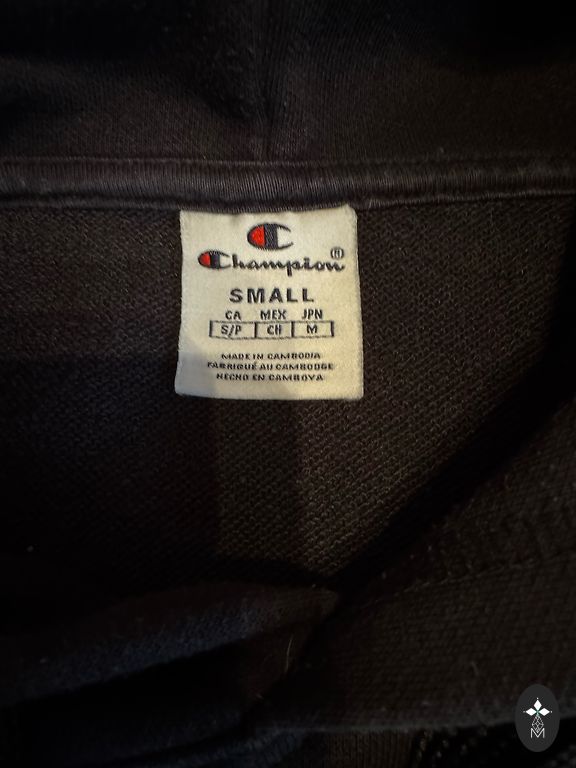 Champion®
SMALL
CA MEX JPN
S/P CH M
MADE IN CAMBODIA
FABRIQUÉ AU CAMBODGE
HECHO EN CAMBOYA
M